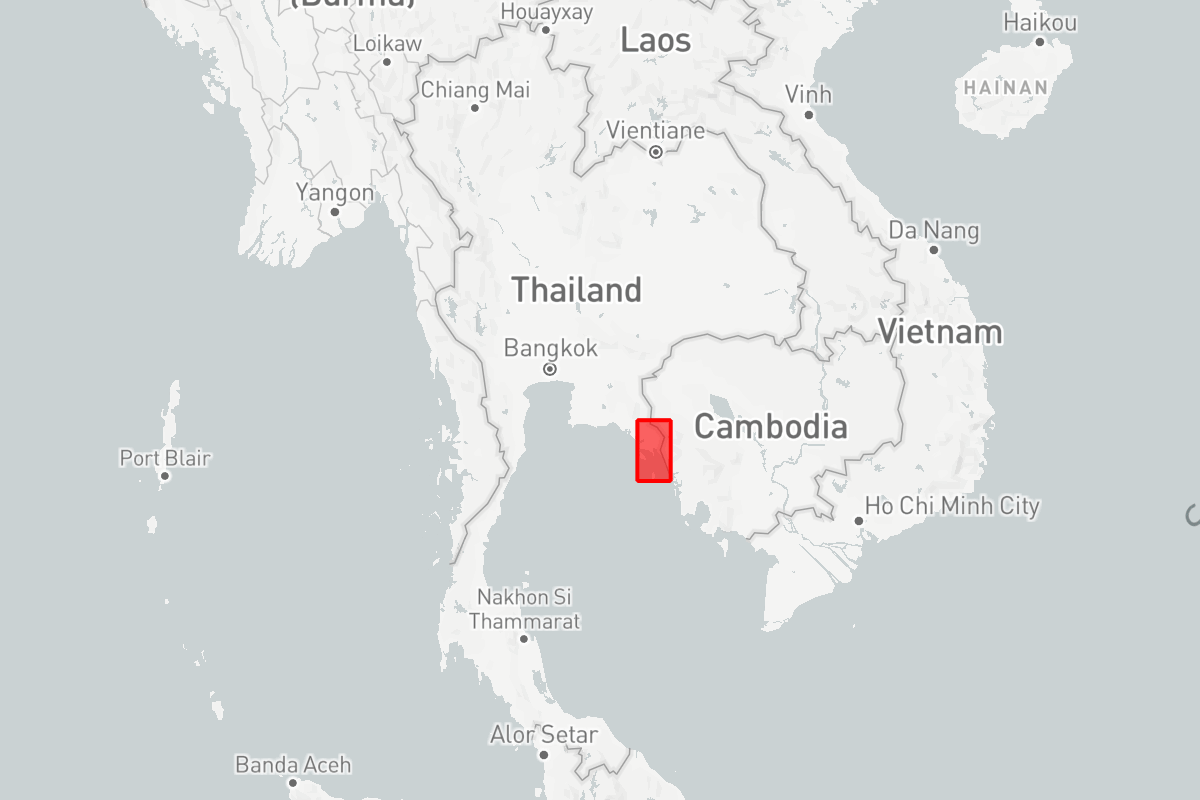 (Burma)
Houayxay
Haikou
Loikaw
Laos
Chiang Mai
Vinh
HAINAN
Vientiane
Yangon
Da Nang
Thailand
Vietnam
Bangkok
Cambodia
Port Blair
Ho Chi Minh City
Nakhon Si
Thammarat
Alor Setar
Banda Aceh